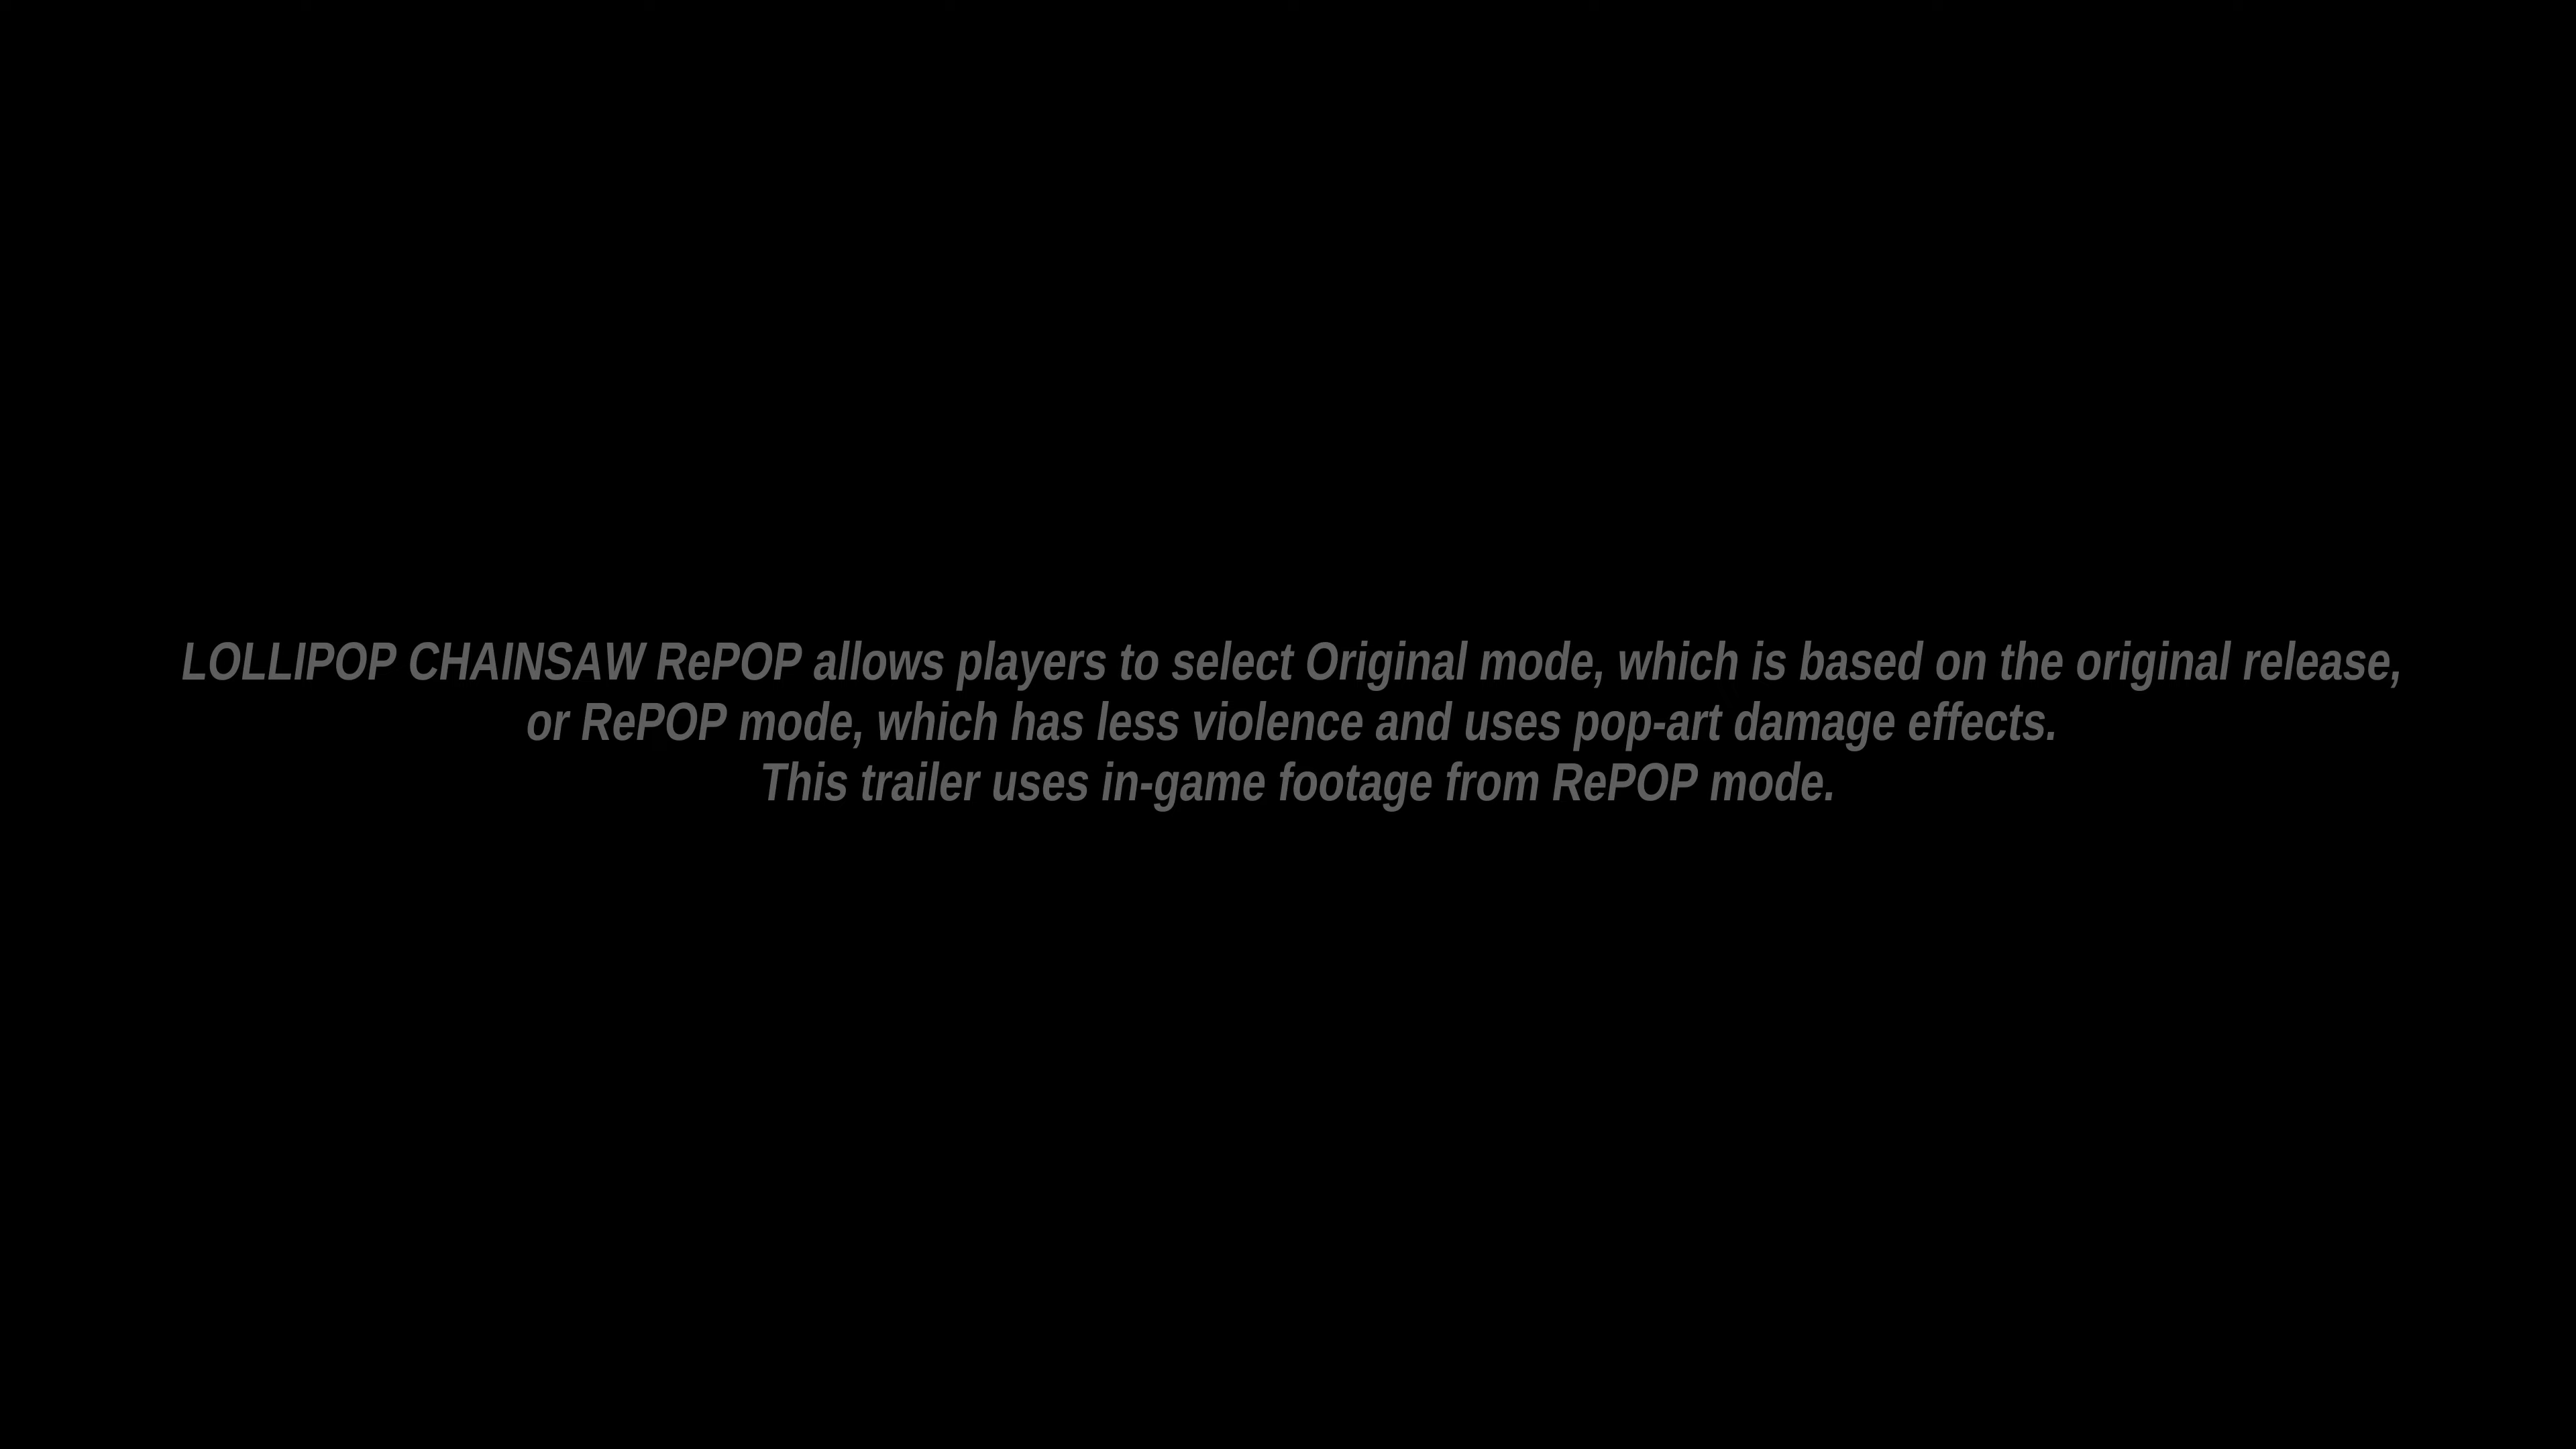 LOLLIPOP CHAINSAW RePOP allows players to select Original mode, which is based on the original release,
or RePOP mode, which has less violence and uses pop-art damage effects.
This trailer uses in-game footage from RePOP mode.